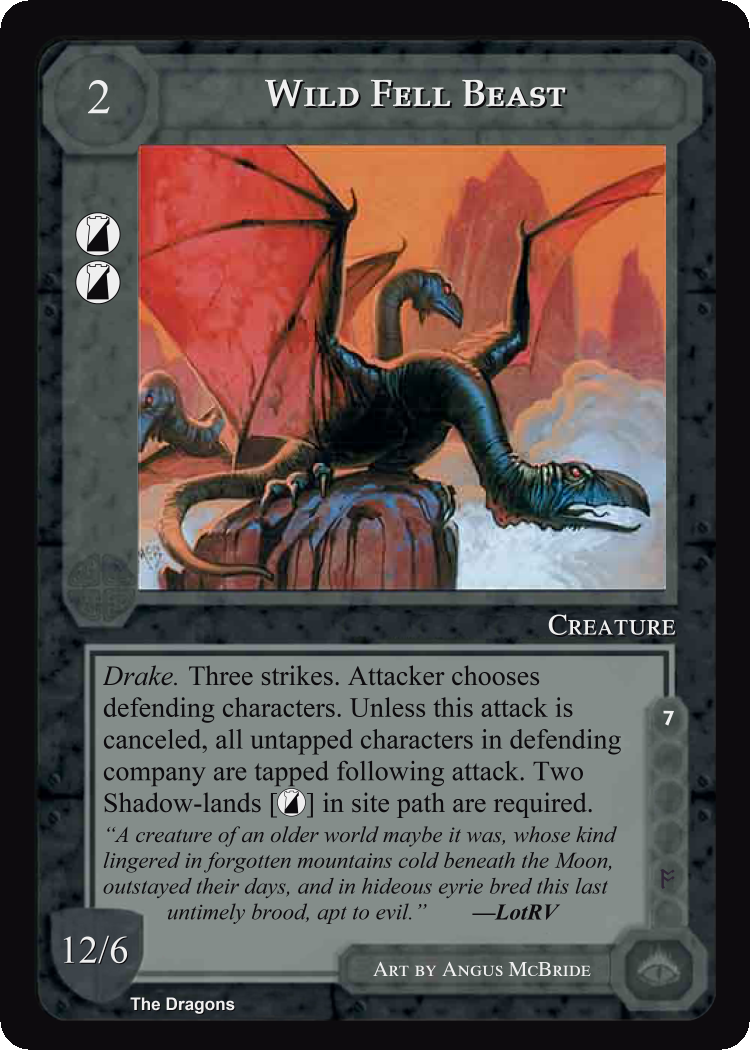 2
WILD FELL BEAST
CREATURE
Drake. Three strikes. Attacker chooses
defending characters. Unless this attack is
canceled, all untapped characters in defending
company are tapped following attack. Two
Shadow-lands [ ] in site path are required.
“A creature of an older world maybe it was, whose kind
lingered in forgotten mountains cold beneath the Moon,
outstayed their days, and in hideous eyrie bred this last
untimely brood, apt to evil.” —LotRV
7
12/6
ART BY ANGUS MCBRIDE
The Dragons